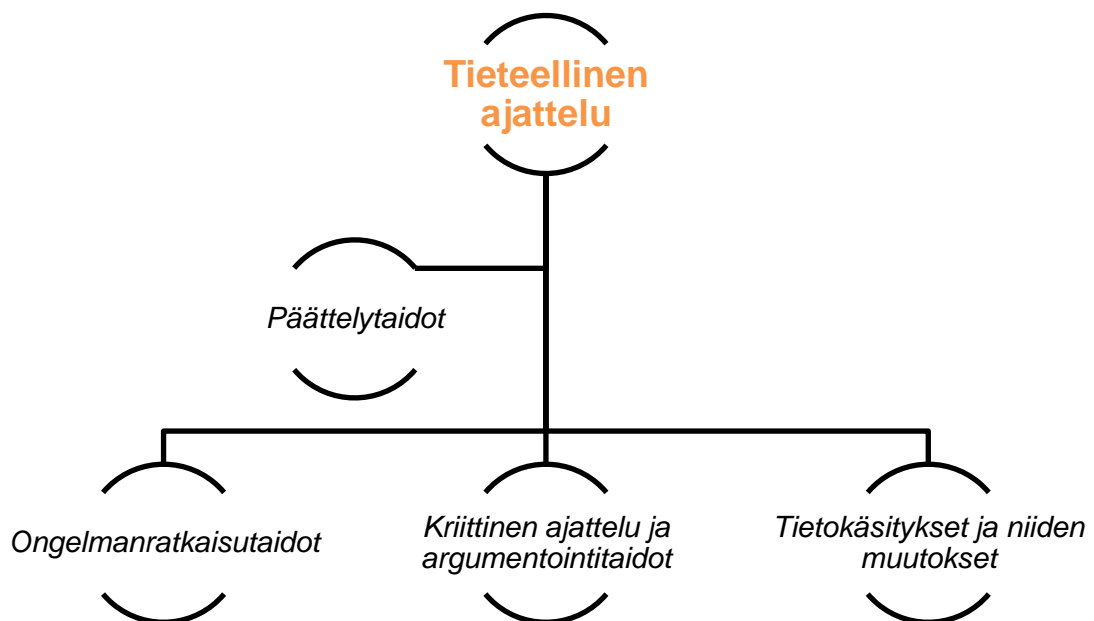 Tieteellinen
ajattelu
Päättelytaidot
Ongelmanratkaisutaidot
Kriittinen ajattelu ja
argumentointitaidot
Tietokäsitykset ja niiden
muutokset